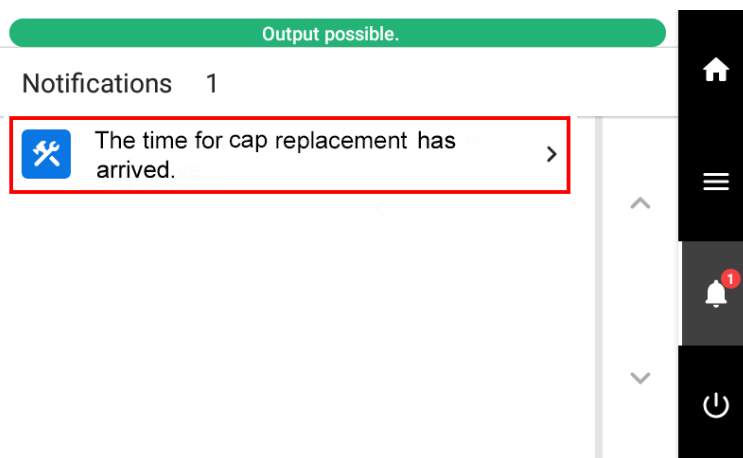 Output possible.
Notifications 1
The time for cap replacement has
arrived.
1